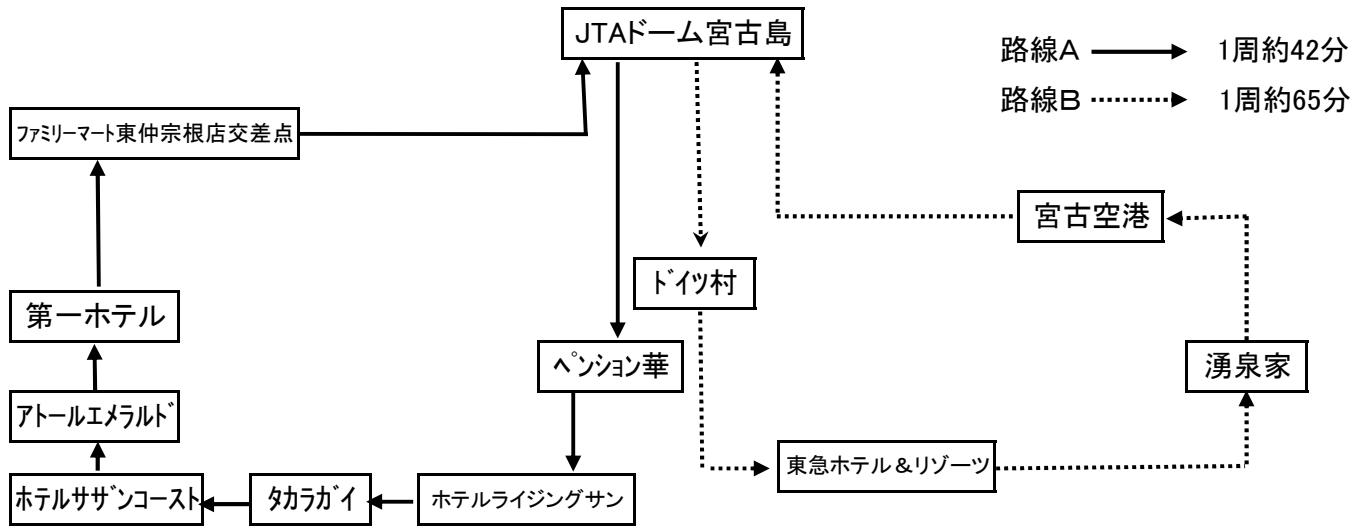 JTAドーム宮古島
路線A 1周約42分
路線B 1周約65分
ファミリーマート東仲宗根店交差点
宮古空港
ドイツ村
第一ホテル
ペンション華
湧泉家
アトールエメラルド
東急ホテル＆リゾーツ
ホテルサザンコースト
タカラガイ
ホテルライジングサン